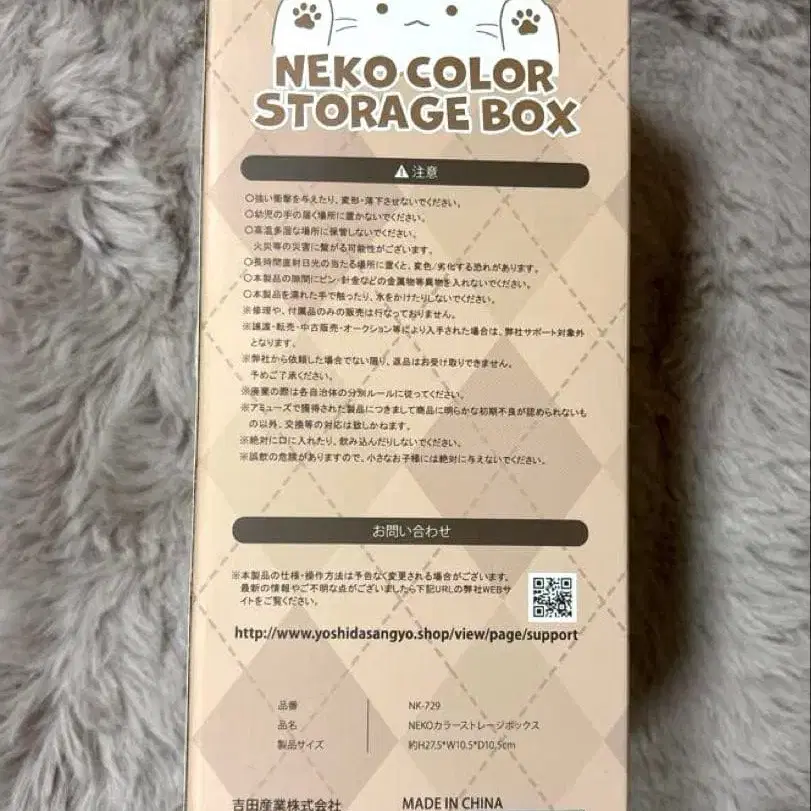 NEKO COLOR
STORAGE BOX
⚠注意
○強い衝撃を与えたり、変形・落下させないでください。
○幼児の手の届く場所に置かないでください。
○高温多湿な場所に保管しないでください。
火災等の災害に繋がる可能性がございます。
○長時間直射日光の当たる場所に置くと、変色/劣化する恐れがあります。
○本製品の隙間にピン・針金などの金属物等異物を入れないでください。
○本製品を濡れた手で触ったり、水をかけたりしないでください。
※修理や、付属品のみの販売は行なっておりません。
※譲渡・転売・中古販売・オークション等により入手された場合は、弊社サポート対象外
となります。
※弊社から依頼した場合でない限り、返品はお受け取りできません。
予めご了承ください。
※廃棄の際は各自治体の分別ルールに従ってください。
※アミューズで獲得された製品につきまして商品に明らかな初期不良が認められないも
の以外、交換等の対応は致しかねます。
※絶対に口に入れたり、飲み込んだりしないでください。
※誤飲の危険がありますので、小さなお子様には絶対に与えないでください。
お問い合わせ
※本製品の仕様・操作方法は予告なく変更される場合がございます。
最新の情報やご不明な点がございましたら下記URLの弊社WEBサ
イトをご覧ください。
http://www.yoshidasangyo.shop/view/page/support
品番 NK-729
品名 NEKOカラーストレージボックス
製品サイズ 約H27.5*W10.5*D10.5cm
吉田産業株式会社 MADE IN CHINA